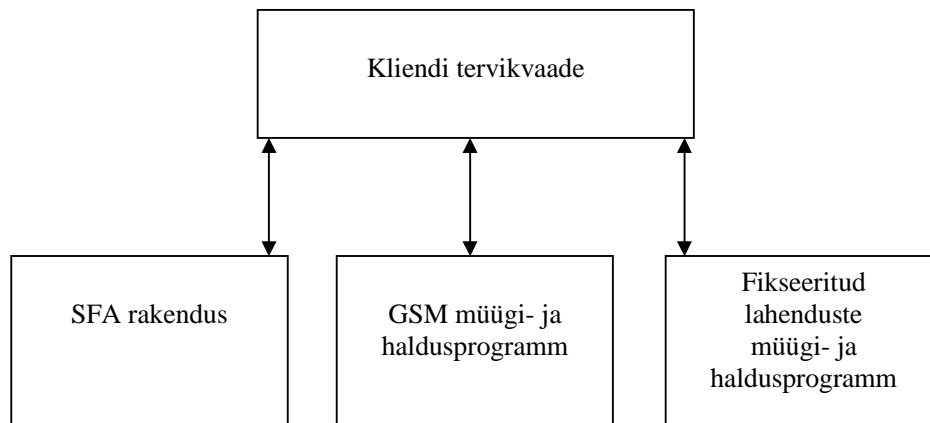 Kliendi tervikvaade
SFA rakendus
GSM müügi- ja
haldusprogramm
Fikseeritud
lahenduste
müügi- ja
haldusprogramm